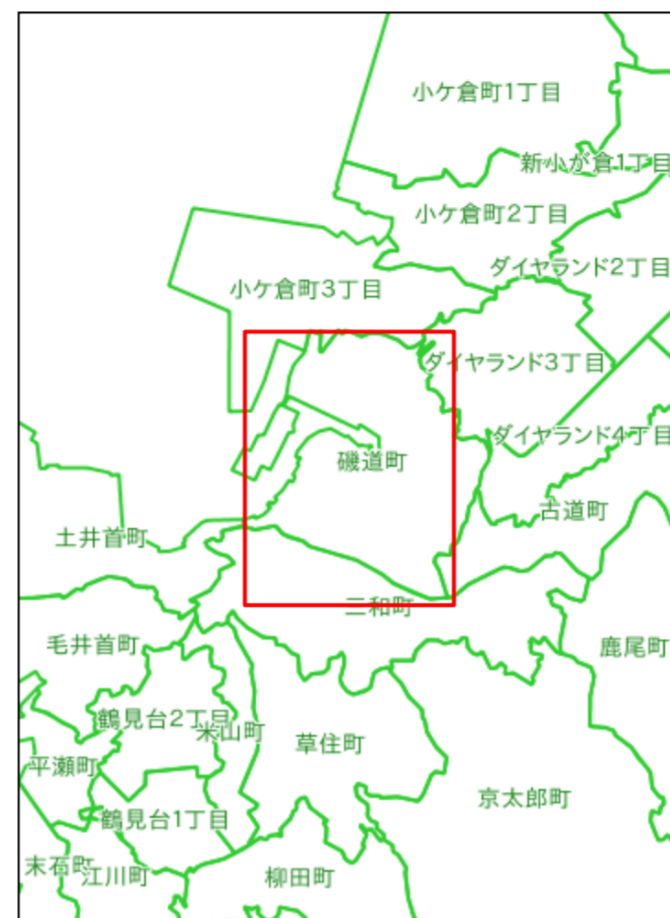 小ケ倉町1丁目
新小が倉1丁目
小ケ倉町2丁目
ダイヤランド2丁目
小ケ倉町3丁目
ダイヤランド3丁目
ダイヤランド4丁目
磯道町
古道町
土井首町
三和町
毛井首町
鹿尾町
鶴見台2丁目
米山町
草住町
平瀬町
京太郎町
鶴見台1丁目
末石町
江川町
柳田町